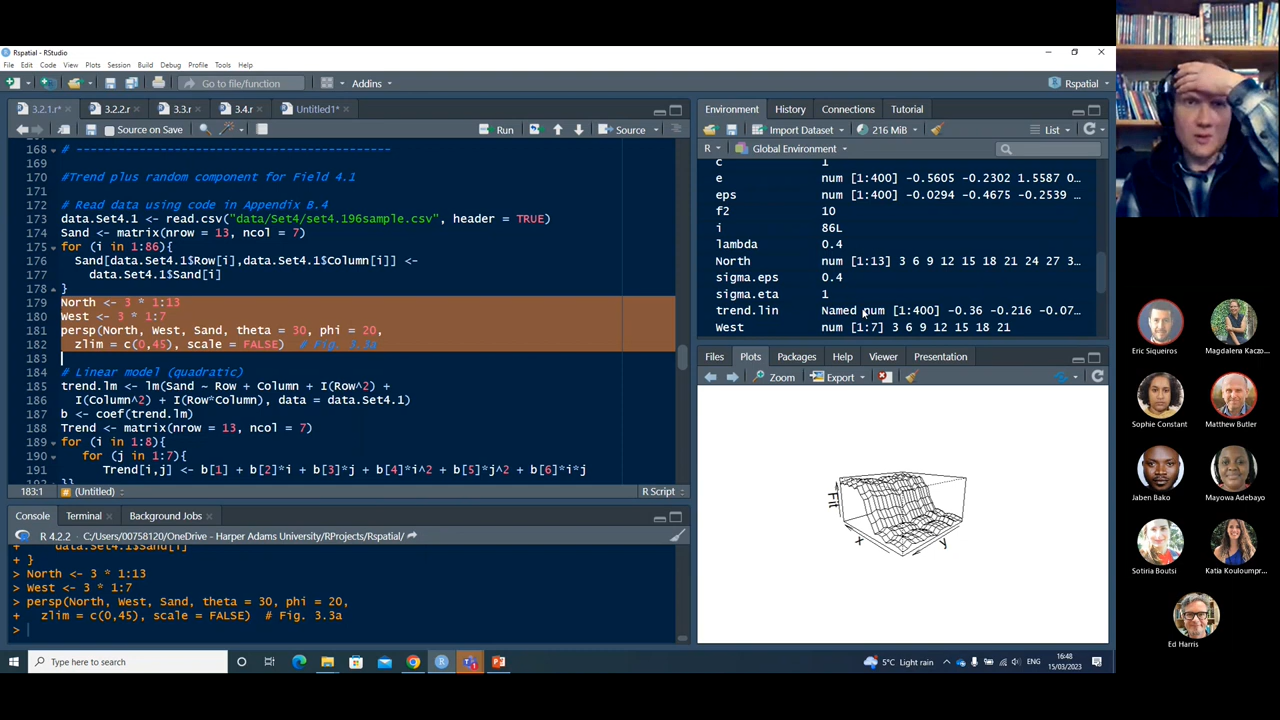 Rspatial - RStudio
File Edit Code View Plots Session Build Debug Profile Tools Help
Go to file/function
Addins
Rspatial
3.2.1.r*
3.2.2.r
3.3.r
3.4.r
Untitled1*
Source on Save
Run
Source
168 # ---------------------------------------------
169
170 #Trend plus random component for Field 4.1
171
172 # Read data using code in Appendix B.4
173 data.Set4.1 <- read.csv("data/Set4/set4.196sample.csv", header = TRUE)
174 Sand <- matrix(nrow = 13, ncol = 7)
175 for (i in 1:86){
176 Sand[data.Set4.1$Row[i],data.Set4.1$Column[i]] <-
177 data.Set4.1$Sand[i]
178 }
179 North <- 3 * 1:13
180 West <- 3 * 1:7
181 persp(North, West, Sand, theta = 30, phi = 20,
182 zlim = c(0,45), scale = FALSE) # Fig. 3.3a
183
184 # Linear model (quadratic)
185 trend.lm <- lm(Sand ~ Row + Column + I(Row^2) +
186 I(Column^2) + I(Row*Column), data = data.Set4.1)
187 b <- coef(trend.lm)
188 Trend <- matrix(nrow = 13, ncol = 7)
189 for (i in 1:8){
190 for (j in 1:7){
191 Trend[i,j] <- b[1] + b[2]*i + b[3]*j + b[4]*i^2 + b[5]*j^2 + b[6]*i*j
}}
183:1
(Untitled)
R Script
Console
Terminal
Background Jobs
R 4.2.2 · C:/Users/00758120/OneDrive - Harper Adams University/RProjects/Rspatial/
+ data.Set4.1$Sand[i]
+ }
> North <- 3 * 1:13
> West <- 3 * 1:7
> persp(North, West, Sand, theta = 30, phi = 20,
+ zlim = c(0,45), scale = FALSE) # Fig. 3.3a
>
Environment
History
Connections
Tutorial
Import Dataset
216 MiB
List
R
Global Environment
c 1
e num [1:400] -0.5605 -0.2302 1.5587 0...
eps num [1:400] -0.0294 -0.4675 -0.2539
f2 10
i 86L
lambda 0.4
North num [1:13] 3 6 9 12 15 18 21 24 27 3...
sigma.eps 0.4
sigma.eta 1
trend.lin Named num [1:400] -0.36 -0.216 -0.07...
West num [1:7] 3 6 9 12 15 18 21
Files
Plots
Packages
Help
Viewer
Presentation
Zoom
Export
Fit
x
y
Eric Siqueiros
Magdalena Kaczo...
Sophie Constant
Matthew Butler
Jaben Bako
Mayowa Adebayo
Sotiria Boutsi
Katia Kouloumpr...
Ed Harris
Type here to search
5°C Light rain
ENG
16:48
15/03/2023